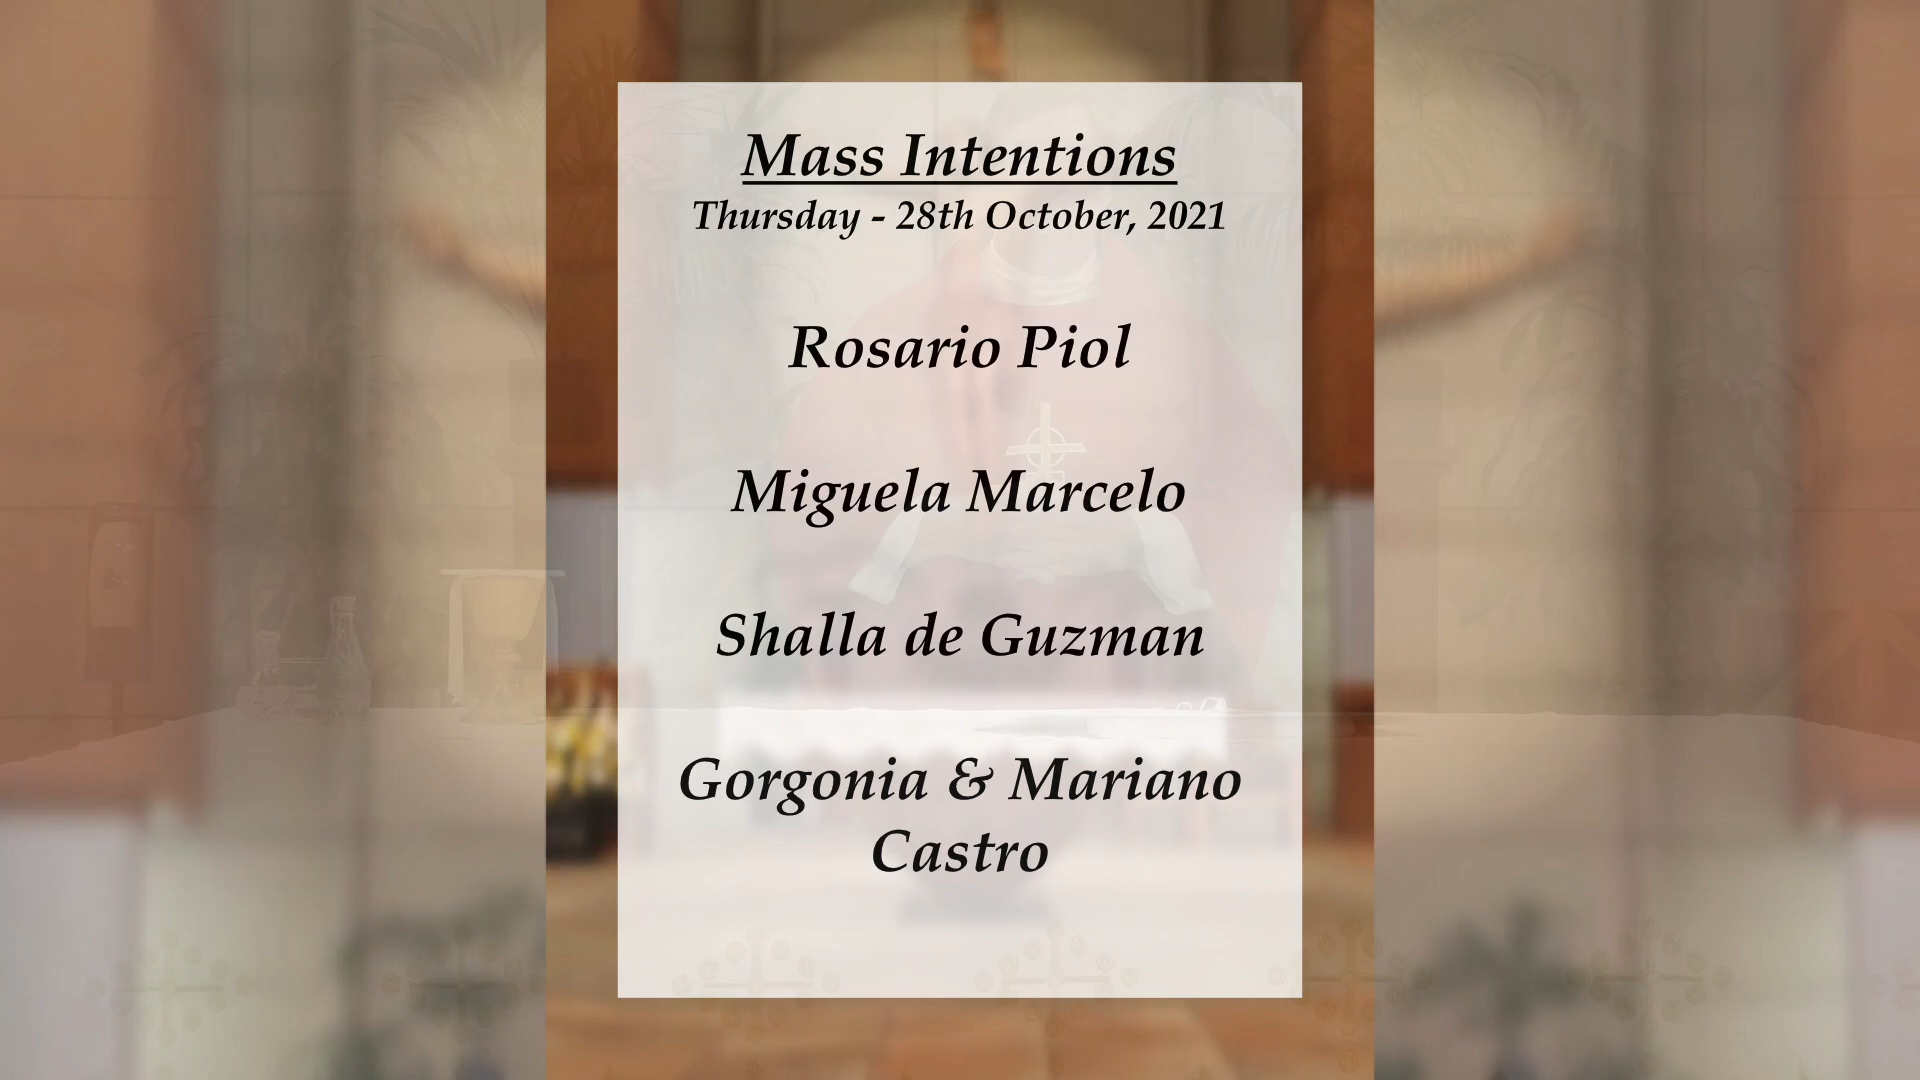 Mass Intentions
Thursday - 28th October, 2021
Rosario Piol
Miguela Marcelo
Shalla de Guzman
Gorgonia & Mariano
Castro